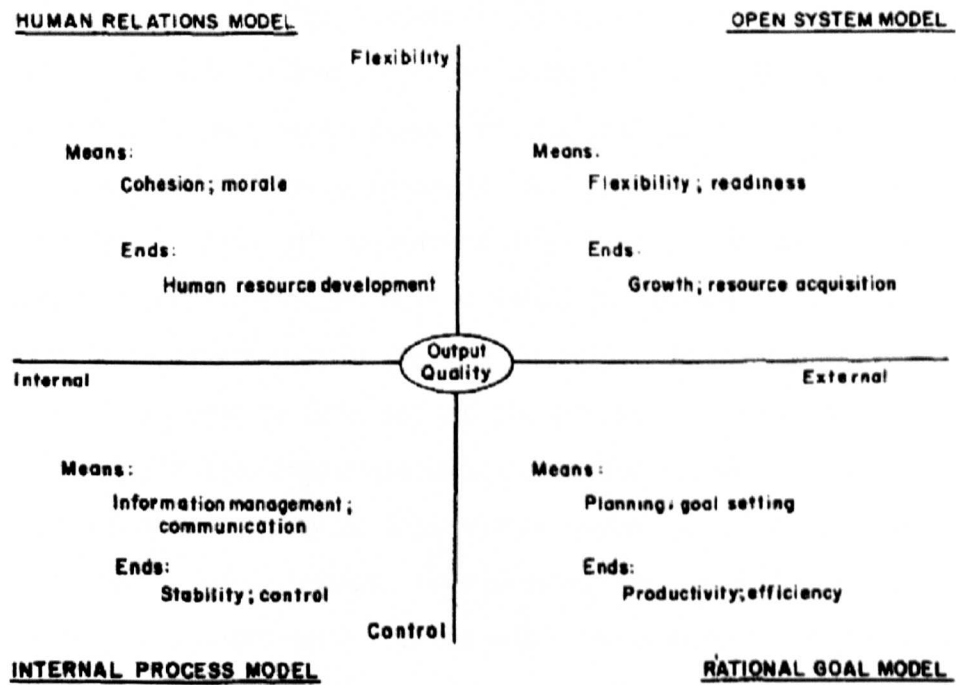 HUMAN RELATIONS MODEL
OPEN SYSTEM MODEL
Flexibility
Means:
Cohesion; morale
Ends:
Human resource development
Means.
Flexibility; readiness
Ends.
Growth; resource acquisition
Output
Quality
Internal
External
Means:
Information management;
communication
Ends:
Stability; control
Means:
Planning, goal setting
Ends:
Productivity; efficiency
Control
INTERNAL PROCESS MODEL
RATIONAL GOAL MODEL